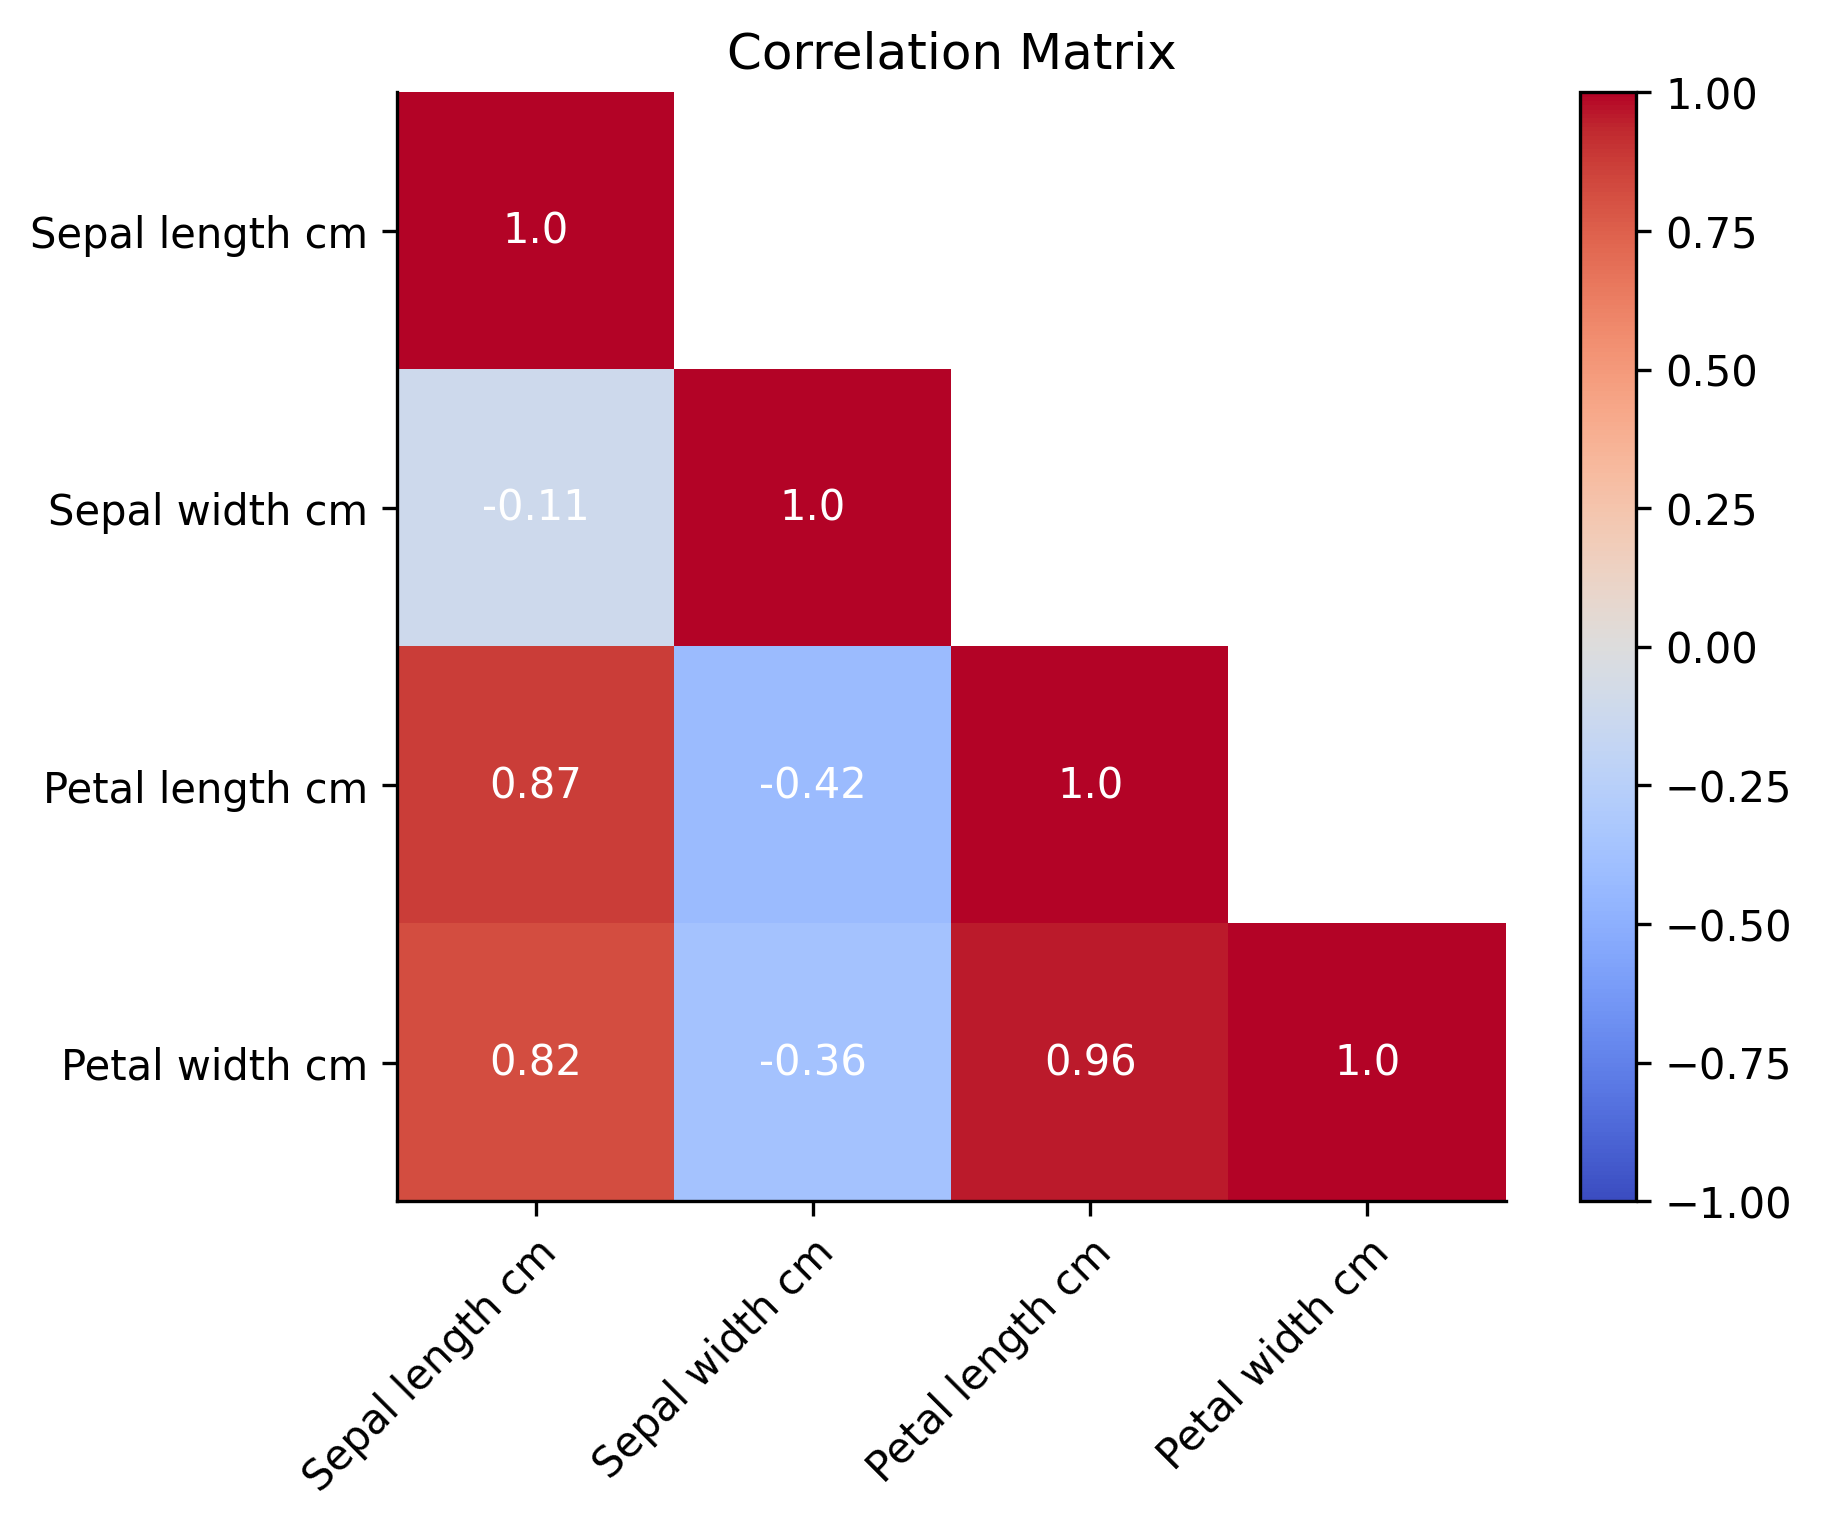 Correlation Matrix
Sepal length cm
1.0
Sepal width cm
-0.11
1.0
Petal length cm
0.87
-0.42
1.0
Petal width cm
0.82
-0.36
0.96
1.0
Sepal length cm
Sepal width cm
Petal length cm
Petal width cm
1.00
0.75
0.50
0.25
0.00
−0.25
−0.50
−0.75
−1.00